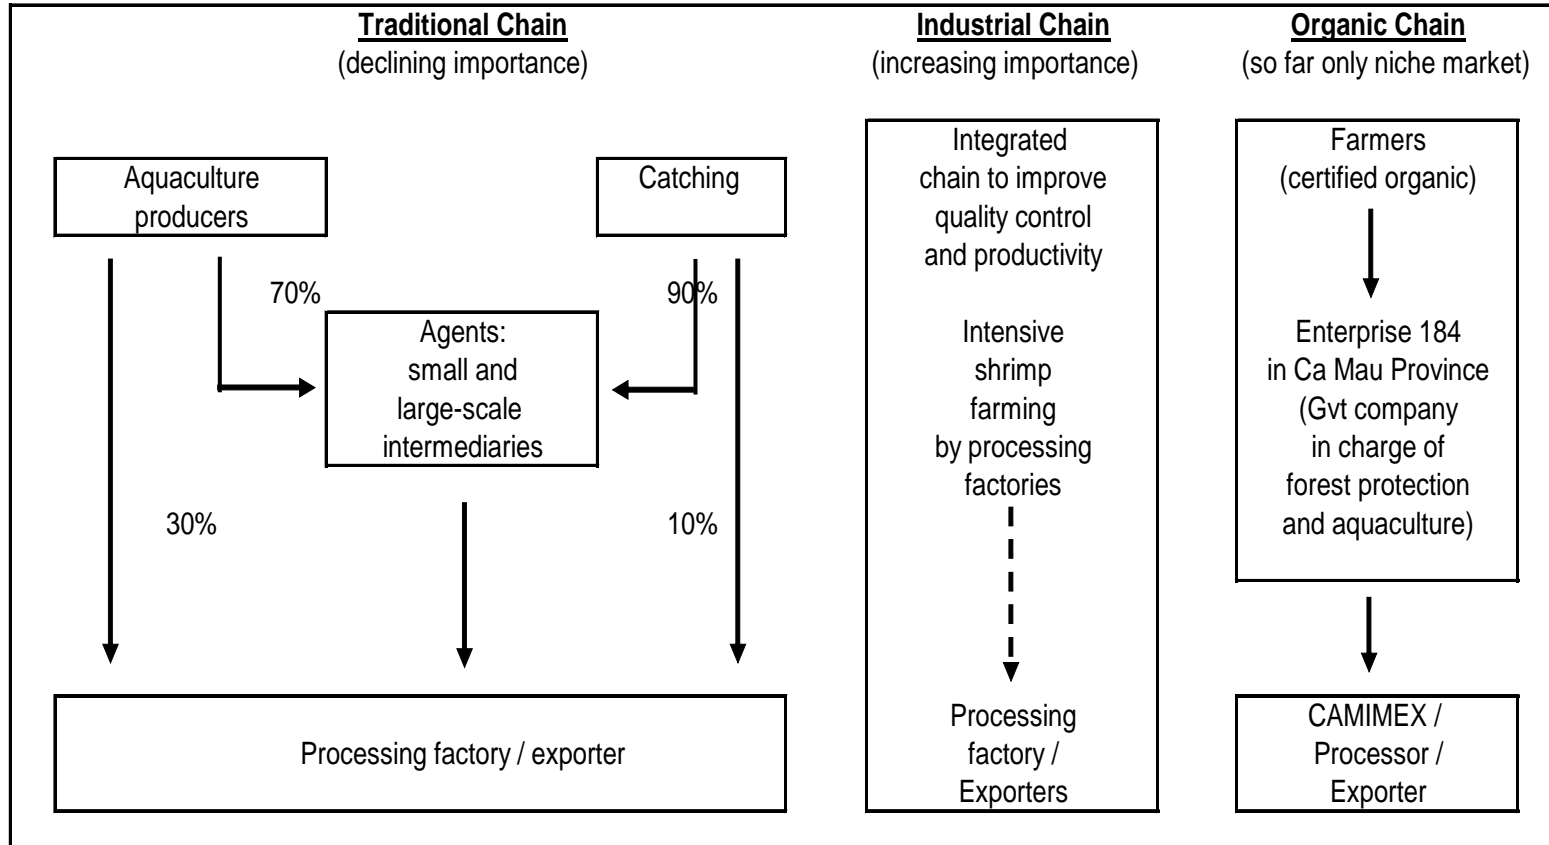 Traditional Chain
(declining importance)
Aquaculture
producers
Catching
70%
90%
Agents:
small and
large-scale
intermediaries
30%
10%
Processing factory / exporter
Industrial Chain
(increasing importance)
Integrated
chain to improve
quality control
and productivity
Intensive
shrimp
farming
by processing
factories
Processing
factory /
Exporters
Organic Chain
(so far only niche market)
Farmers
(certified organic)
Enterprise 184
in Ca Mau Province
(Gvt company
in charge of
forest protection
and aquaculture)
CAMIMEX /
Processor /
Exporter